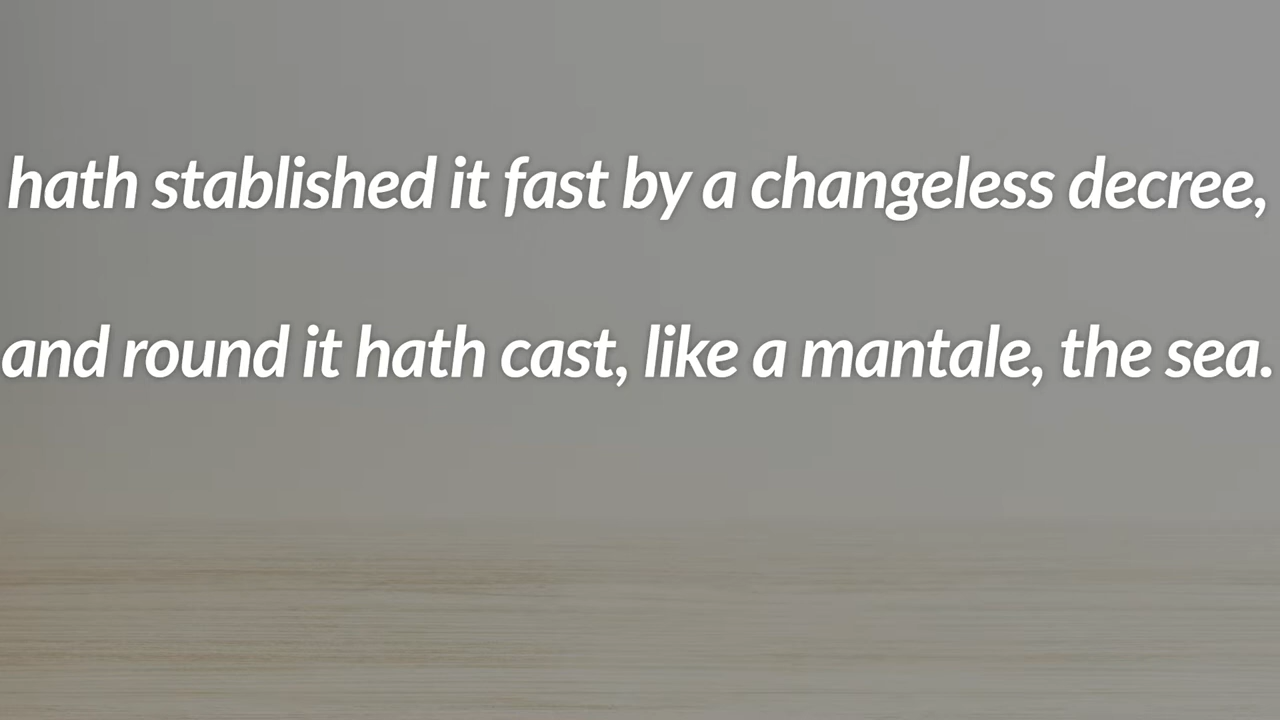 hath stablished it fast by a changeless decree,
and round it hath cast, like a mantale, the sea.